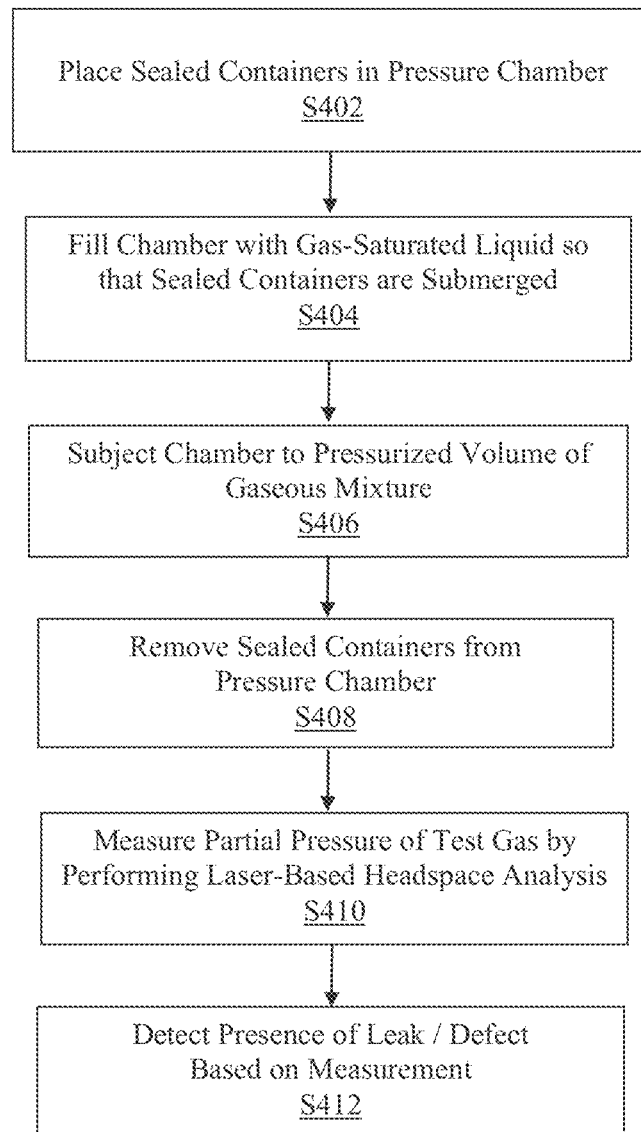 Place Sealed Containers in Pressure Chamber
S402
Fill Chamber with Gas-Saturated Liquid so
that Sealed Containers are Submerged
S404
Subject Chamber to Pressurized Volume of
Gaseous Mixture
S406
Remove Sealed Containers from
Pressure Chamber
S408
Measure Partial Pressure of Test Gas by
Performing Laser-Based Headspace Analysis
S410
Detect Presence of Leak / Defect
Based on Measurement
S412